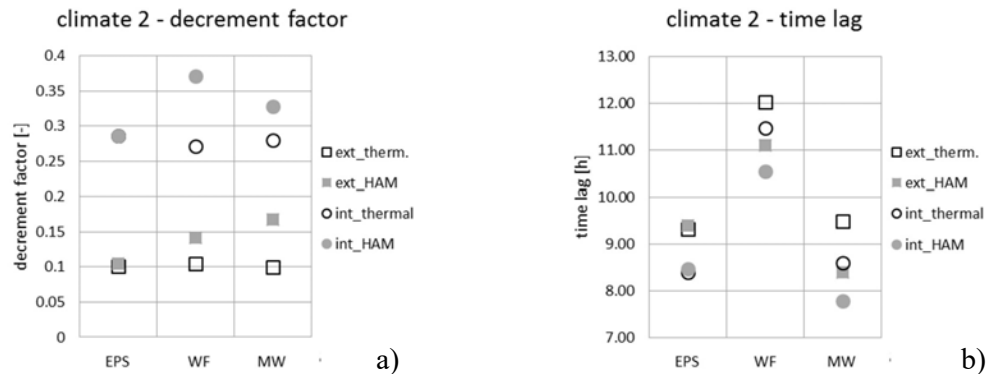 climate 2 - decrement factor
decrement factor [-]
0.4
0.35
0.3
0.25
0.2
0.15
0.1
0.05
0
EPS WF MW
ext_therm.
ext_HAM
int_thermal
int_HAM
a)
climate 2 - time lag
time lag [h]
13.00
12.00
11.00
10.00
9.00
8.00
7.00
EPS WF MW
ext_therm.
ext_HAM
int_thermal
int_HAM
b)